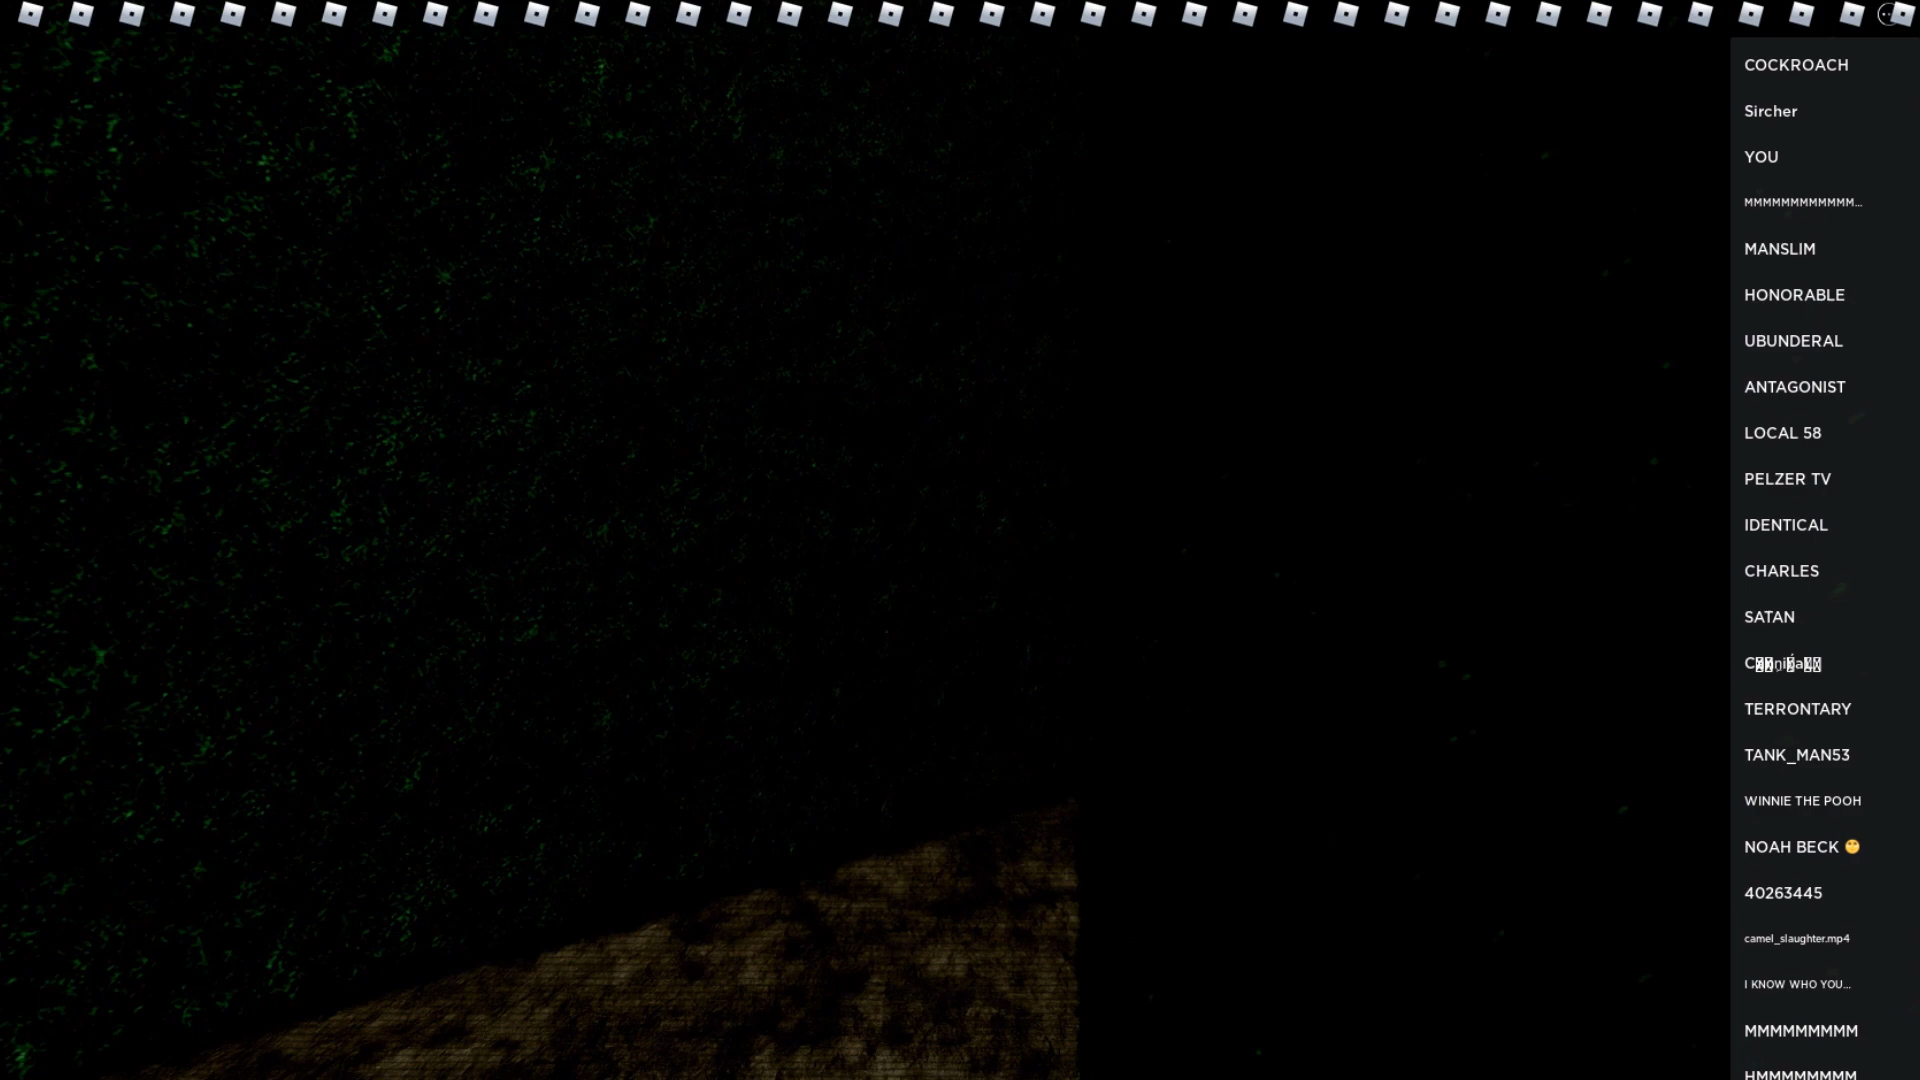 COCKROACH
Sircher
YOU
MMMMMMMMMMMM...
MANSLIM
HONORABLE
UBUNDERAL
ANTAGONIST
LOCAL 58
PELZER TV
IDENTICAL
CHARLES
SATAN
TERRONTARY
TANK_MAN53
WINNIE THE POOH
NOAH BECK 🙄
40263445
camel_slaughter.mp4
I KNOW WHO YOU...
MMMMMMMMM
HMMMMMMMM